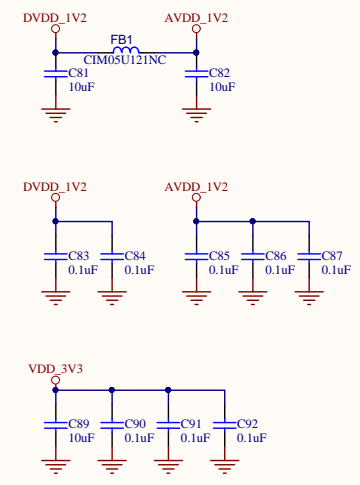 DVDD_1V2
AVDD_1V2
FB1
CIM05U121NC
C81
10uF
C82
10uF
DVDD_1V2
AVDD_1V2
C83
0.1uF
C84
0.1uF
C85
0.1uF
C86
0.1uF
C87
0.1uF
VDD_3V3
C89
10uF
C90
0.1uF
C91
0.1uF
C92
0.1uF